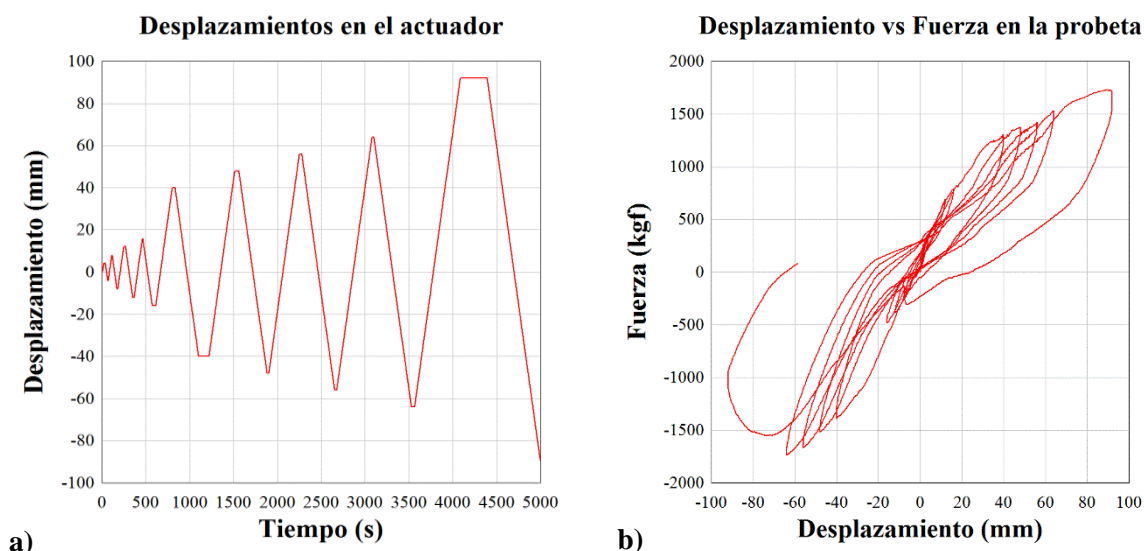 Desplazamientos en el actuador
100
80
60
40
20
0
-20
-40
-60
-80
-100
0 500 1000 1500 2000 2500 3000 3500 4000 4500 5000
Desplazamiento (mm)
Tiempo (s)
a)
Desplazamiento vs Fuerza en la probeta
2000
1500
1000
500
0
-500
-1000
-1500
-2000
-100 -80 -60 -40 -20 0 20 40 60 80 100
Fuerza (kgf)
Desplazamiento (mm)
b)